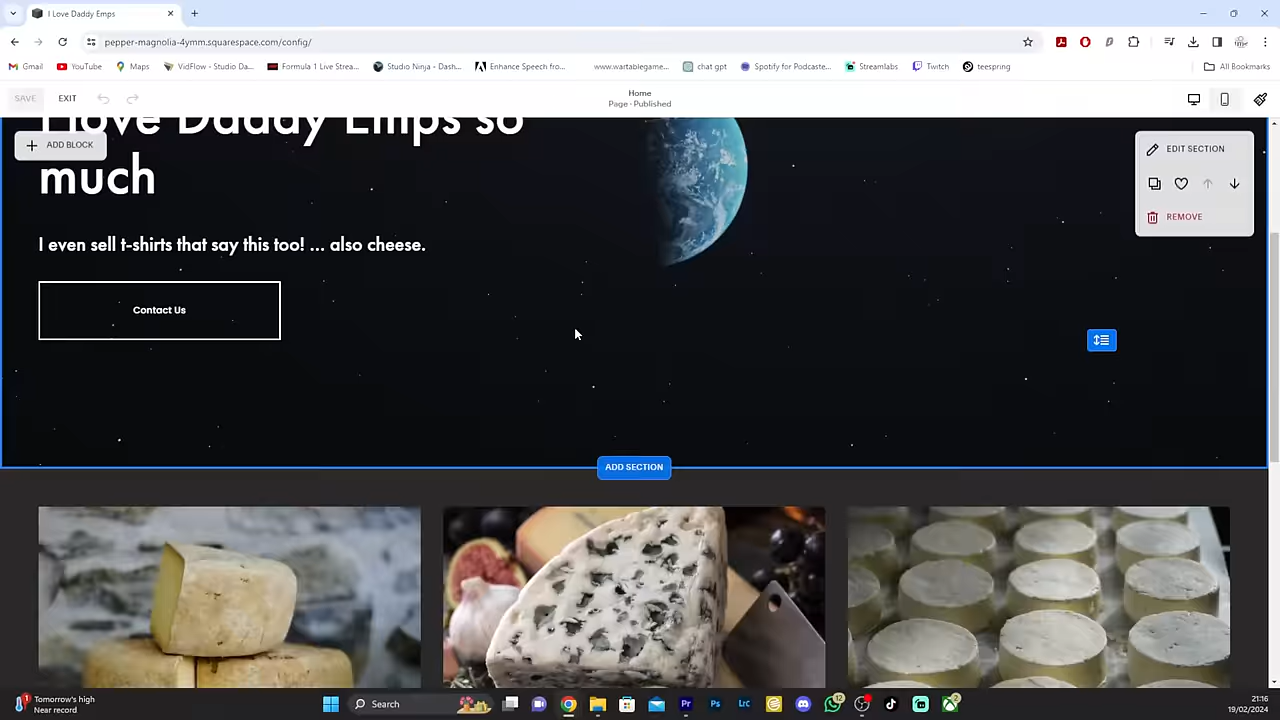 I Love Daddy Emps
pepper-magnolia-4ymm.squarespace.com/config/
Gmail
YouTube
Maps
VidFlow - Studio Da...
Formula 1 Live Strea...
Studio Ninja - Dash...
Enhance Speech fro...
www.wartablegame...
chat gpt
Spotify for Podcaste...
Streamlabs
Twitch
teespring
All Bookmarks
SAVE
EXIT
Home
Page · Published
I love Daddy Emps so
much
ADD BLOCK
EDIT SECTION
REMOVE
I even sell t-shirts that say this too! ... also cheese.
Contact Us
ADD SECTION
Tomorrow's high
Near record
Search
21:16
19/02/2024